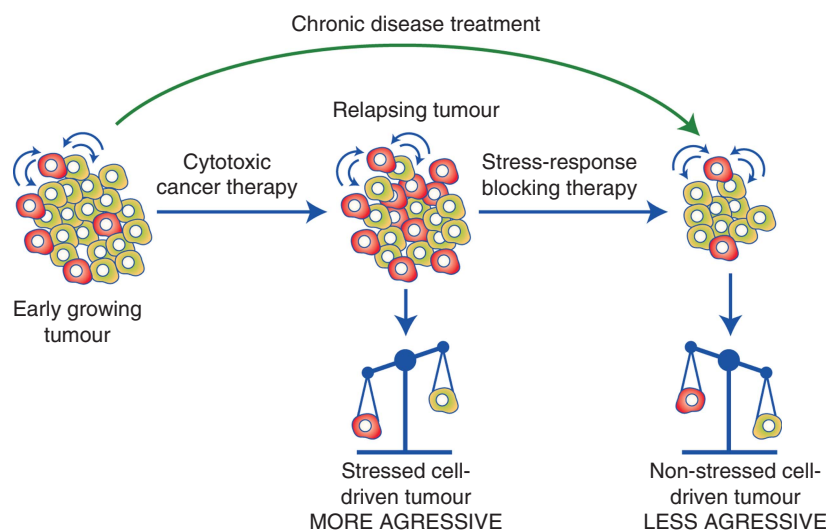 Chronic disease treatment
Relapsing tumour
Cytotoxic
cancer therapy
Stress-response
blocking therapy
Early growing
tumour
Stressed cell-
driven tumour
MORE AGRESSIVE
Non-stressed cell-
driven tumour
LESS AGRESSIVE